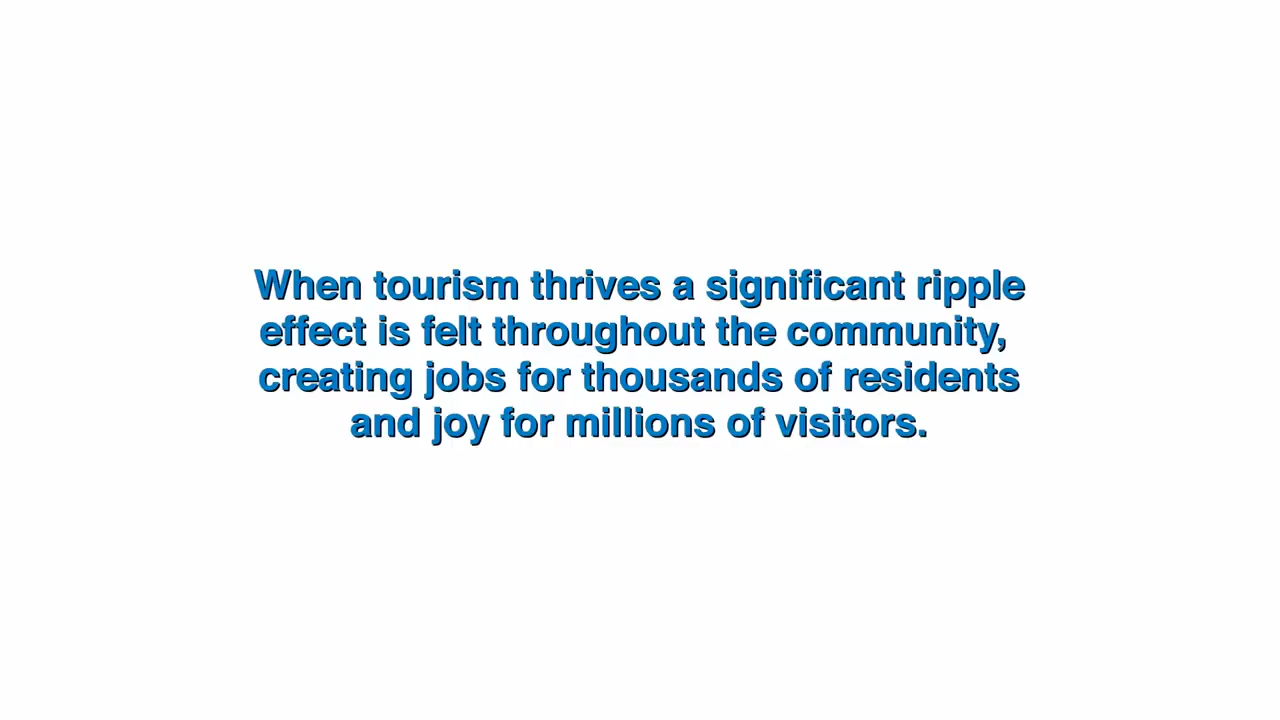 When tourism thrives a significant ripple
effect is felt throughout the community,
creating jobs for thousands of residents
and joy for millions of visitors.